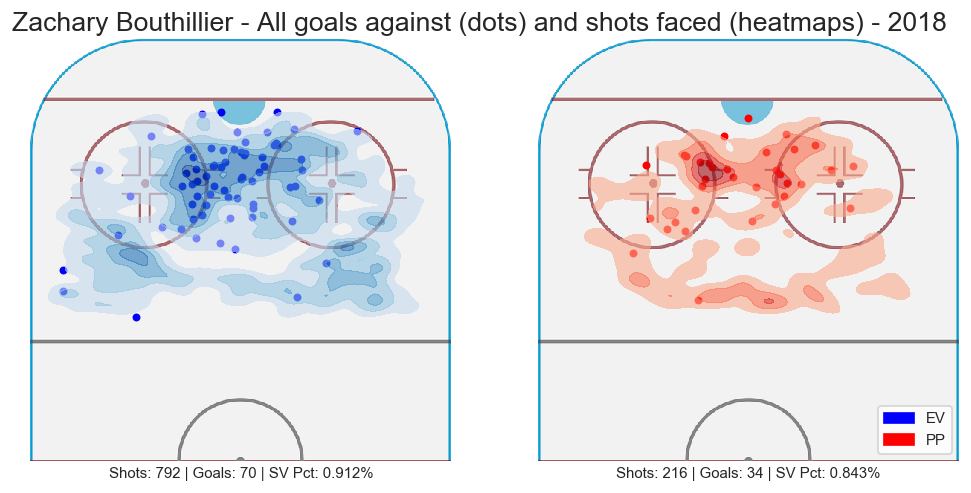 Zachary Bouthillier - All goals against (dots) and shots faced (heatmaps) - 2018
EV
PP
Shots: 792 | Goals: 70 | SV Pct: 0.912%
Shots: 216 | Goals: 34 | SV Pct: 0.843%